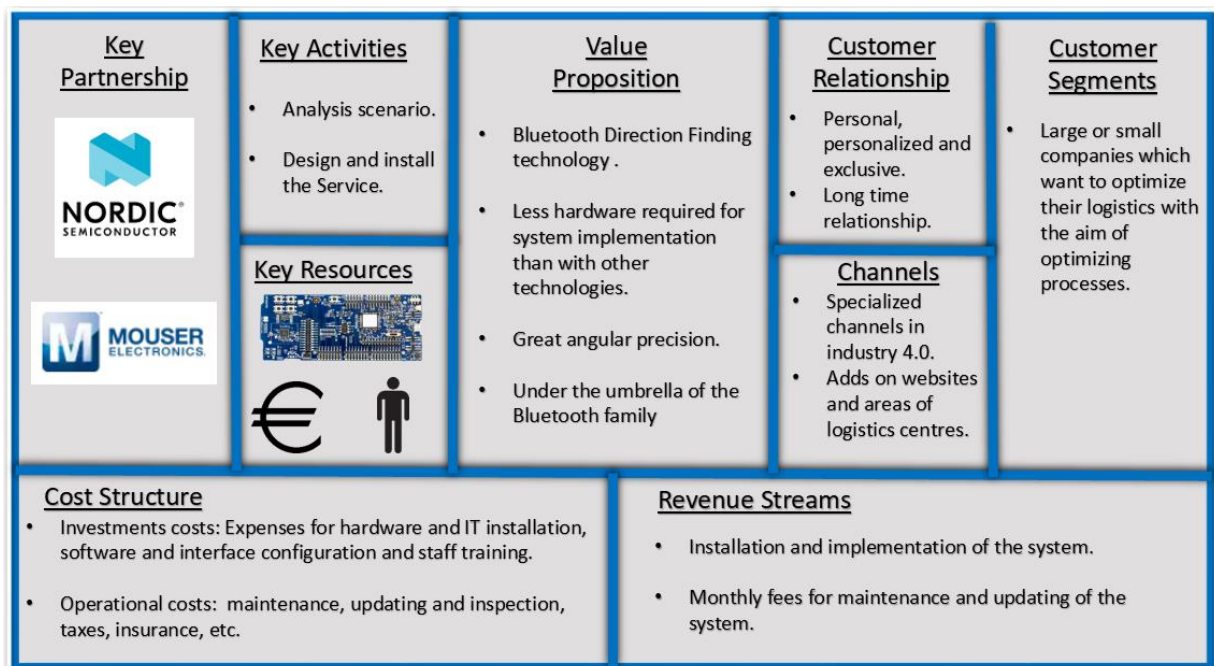 Key
Partnership
NORDIC®
SEMICONDUCTOR
M MOUSER
ELECTRONICS.
Key Activities
• Analysis scenario.
• Design and install
the Service.
Key Resources
€
Value
Proposition
• Bluetooth Direction Finding
technology .
• Less hardware required for
system implementation
than with other
technologies.
• Great angular precision.
• Under the umbrella of the
Bluetooth family
Customer
Relationship
• Personal,
personalized and
exclusive.
• Long time
relationship.
Channels
• Specialized
channels in
industry 4.0.
• Adds on websites
and areas of
logistics centres.
Customer
Segments
• Large or small
companies which
want to optimize
their logistics with
the aim of
optimizing
processes.
Cost Structure
• Investments costs: Expenses for hardware and IT installation,
software and interface configuration and staff training.
• Operational costs: maintenance, updating and inspection,
taxes, insurance, etc.
Revenue Streams
• Installation and implementation of the system.
• Monthly fees for maintenance and updating of the
system.